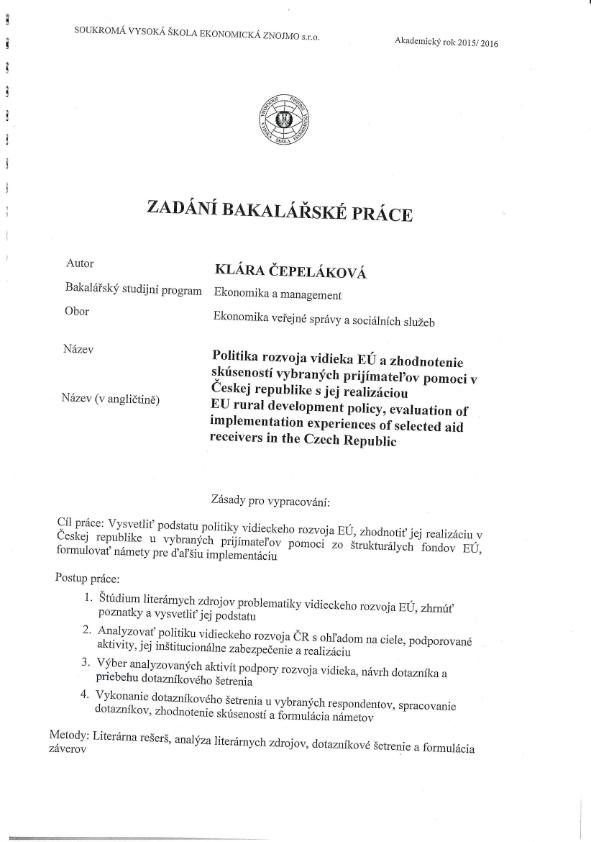 SOUKROMÁ VYSOKÁ ŠKOLA EKONOMICKÁ ZNOJMO s.r.o.
Akademický rok 2015/ 2016
ZADÁNÍ BAKALÁŘSKÉ PRÁCE
Autor
KLÁRA ČEPELÁKOVÁ
Bakalářský studijní program
Ekonomika a management
Obor
Ekonomika veřejné správy a sociálních služeb
Název
Politika rozvoja vidieka EÚ a zhodnotenie
skúseností vybraných prijímateľov pomoci v
Českej republike s jej realizáciou
Název (v angličtině)
EU rural development policy, evaluation of
implementation experiences of selected aid
receivers in the Czech Republic
Zásady pro vypracování:
Cíl práce: Vysvetliť podstatu politiky vidieckeho rozvoja EÚ, zhodnotiť jej realizáciu v
Českej republike u vybraných prijímateľov pomoci zo štrukturálych fondov EÚ,
formulovať námety pre ďaľšiu implementáciu
Postup práce:
1. Štúdium literárnych zdrojov problematiky vidieckeho rozvoja EÚ, zhrnúť
poznatky a vysvetliť jej podstatu
2. Analyzovať politiku vidieckeho rozvoja ČR s ohľadom na ciele, podporované
aktivity, jej inštitucionálne zabezpečenie a realizáciu
3. Výber analyzovaných aktivít podpory rozvoja vidieka, návrh dotazníka a
priebehu dotazníkového šetrenia
4. Vykonanie dotazníkového šetrenia u vybraných respondentov, spracovanie
dotazníkov, zhodnotenie skúseností a formulácia námetov
Metody: Literárna rešerš, analýza literárnych zdrojov, dotazníkové šetrenie a formulácia
záverov